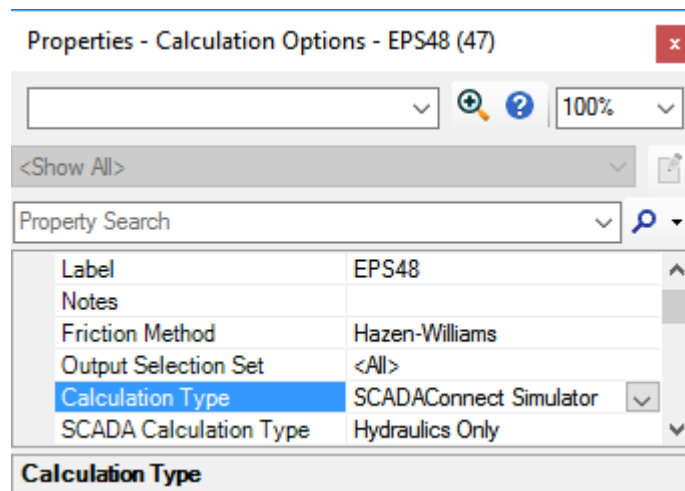 Properties - Calculation Options - EPS48 (47)
x
100%
<Show All>
Property Search
Label EPS48
Notes
Friction Method Hazen-Williams
Output Selection Set <All>
Calculation Type SCADAConnect Simulator
SCADA Calculation Type Hydraulics Only
Calculation Type